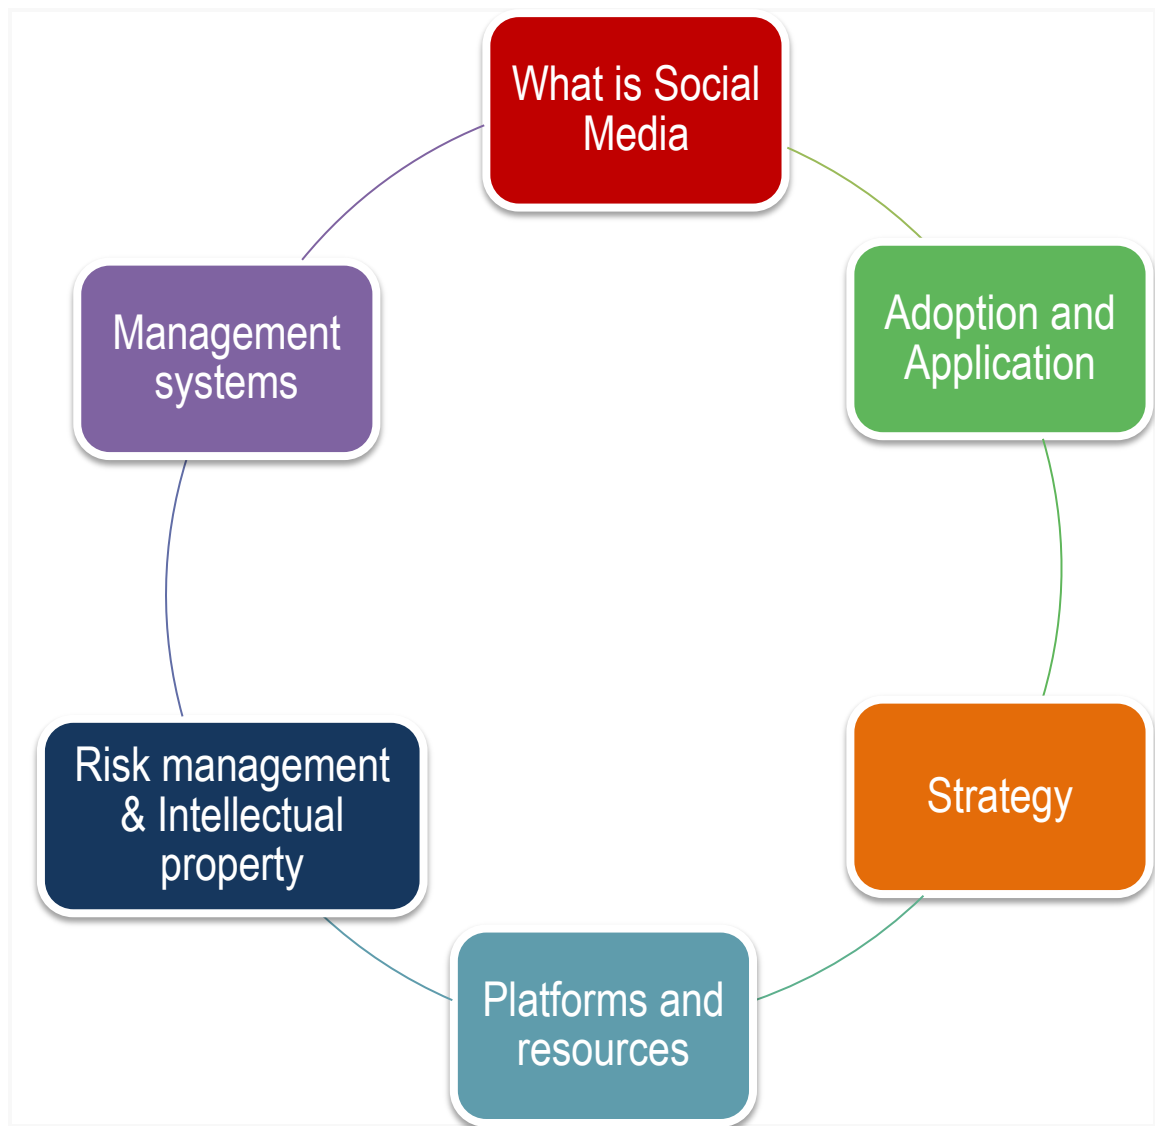 What is Social
Media
Adoption and
Application
Strategy
Platforms and
resources
Risk management
& Intellectual
property
Management
systems